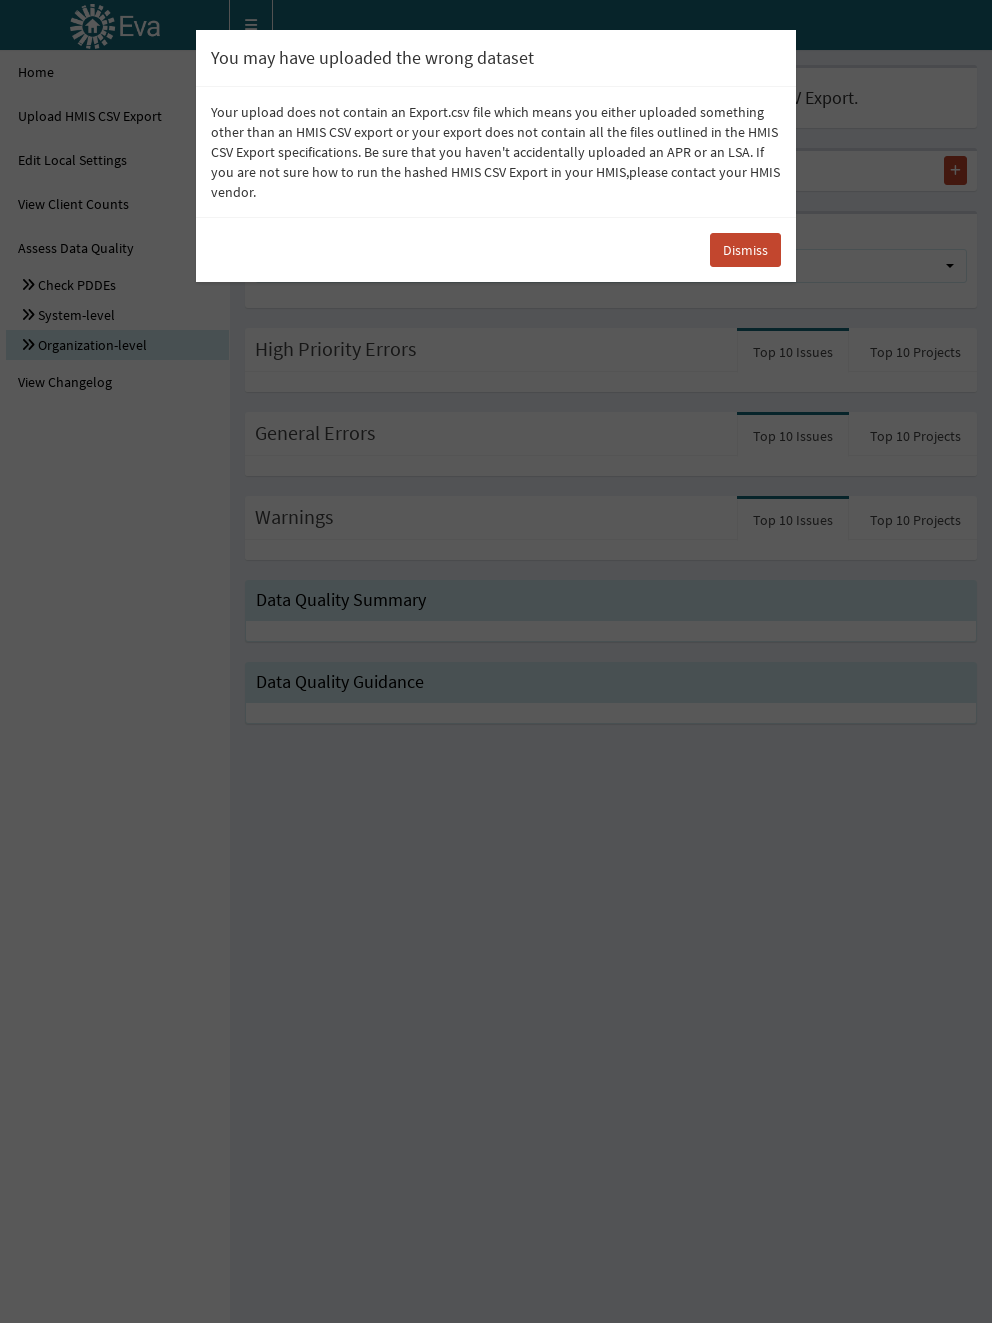 Eva
You may have uploaded the wrong dataset
Your upload does not contain an Export.csv file which means you either uploaded something
other than an HMIS CSV export or your export does not contain all the files outlined in the HMIS
CSV Export specifications. Be sure that you haven't accidentally uploaded an APR or an LSA. If
you are not sure how to run the hashed HMIS CSV Export in your HMIS,please contact your HMIS
vendor.
Dismiss
Home
Upload HMIS CSV Export
Edit Local Settings
View Client Counts
Assess Data Quality
Check PDDEs
System-level
Organization-level
View Changelog
Export.
High Priority Errors Top 10 Issues Top 10 Projects
General Errors Top 10 Issues Top 10 Projects
Warnings Top 10 Issues Top 10 Projects
Data Quality Summary
Data Quality Guidance